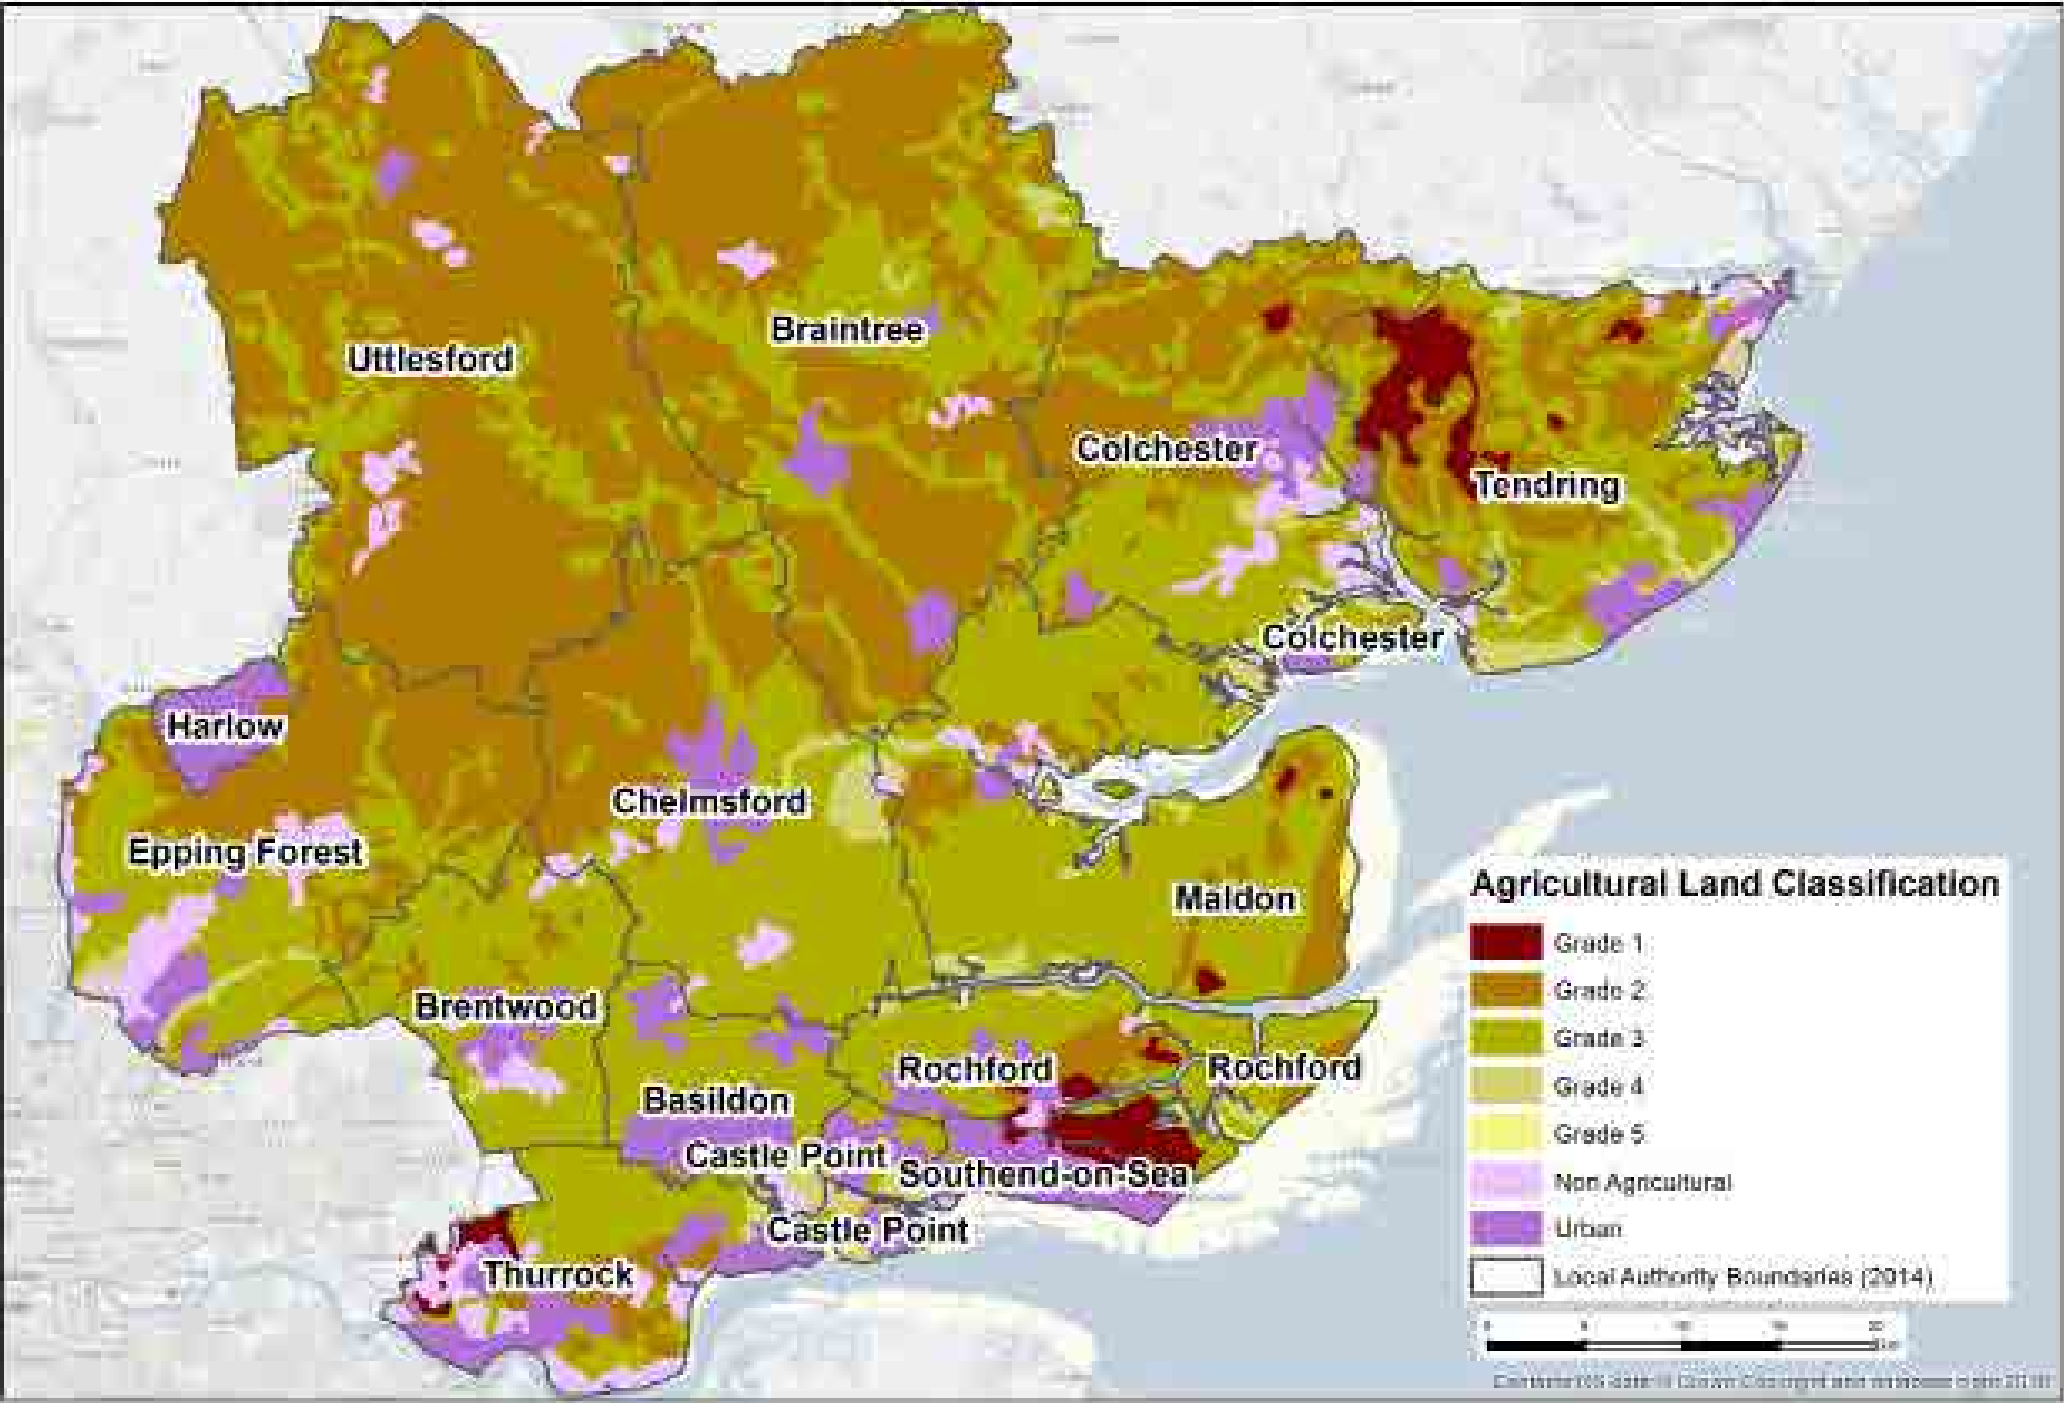 Uttlesford
Braintree
Colchester
Tendring
Colchester
Harlow
Chelmsford
Epping Forest
Maldon
Brentwood
Rochford
Rochford
Basildon
Castle Point
Southend-on-Sea
Castle Point
Thurrock
Agricultural Land Classification
Grade 1
Grade 2
Grade 3
Grade 4
Grade 5
Non Agricultural
Urban
Local Authority Boundaries (2014)
0
20